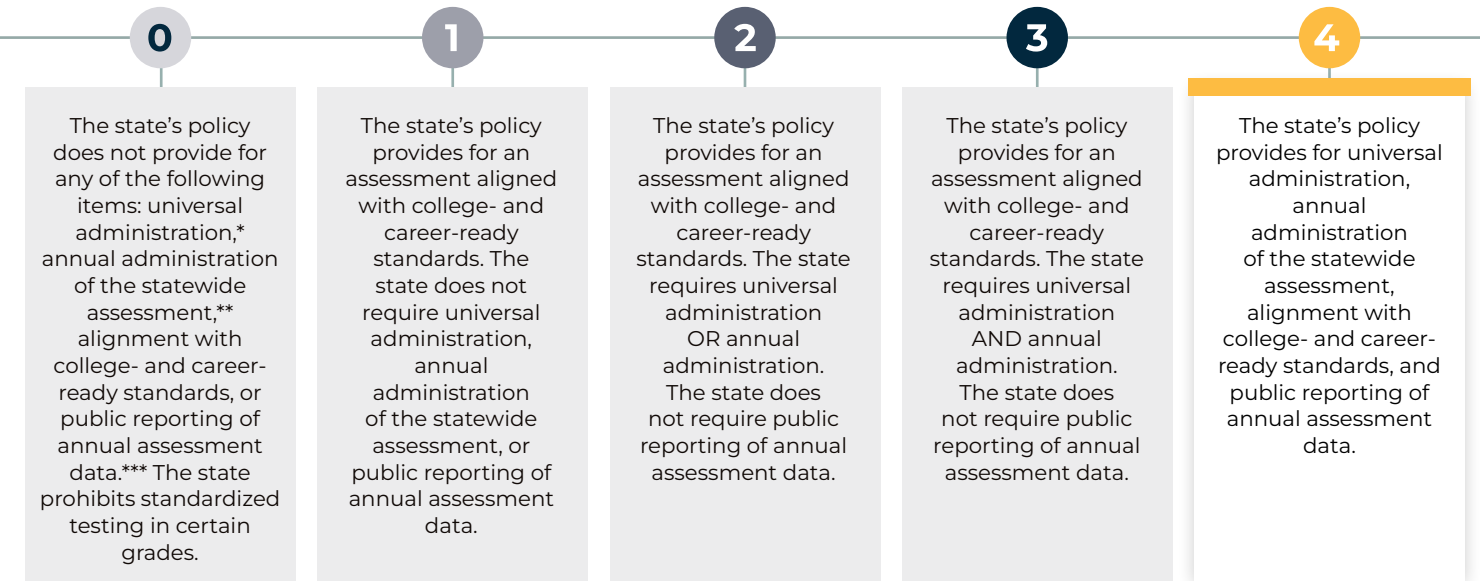 0
The state’s policy
does not provide for
any of the following
items: universal
administration,*
annual administration
of the statewide
assessment,**
alignment with
college- and career-
ready standards, or
public reporting of
annual assessment
data.*** The state
prohibits standardized
testing in certain
grades.
1
The state’s policy
provides for an
assessment aligned
with college- and
career-ready
standards. The
state does not
require universal
administration,
annual
administration
of the statewide
assessment, or
public reporting of
annual assessment
data.
2
The state’s policy
provides for an
assessment aligned
with college- and
career-ready
standards. The state
requires universal
administration
OR annual
administration.
The state does
not require public
reporting of annual
assessment data.
3
The state’s policy
provides for an
assessment aligned
with college- and
career-ready
standards. The state
requires universal
administration
AND annual
administration.
The state does
not require public
reporting of annual
assessment data.
4
The state’s policy
provides for universal
administration,
annual
administration
of the statewide
assessment,
alignment with
college- and career-
ready standards, and
public reporting of
annual assessment
data.